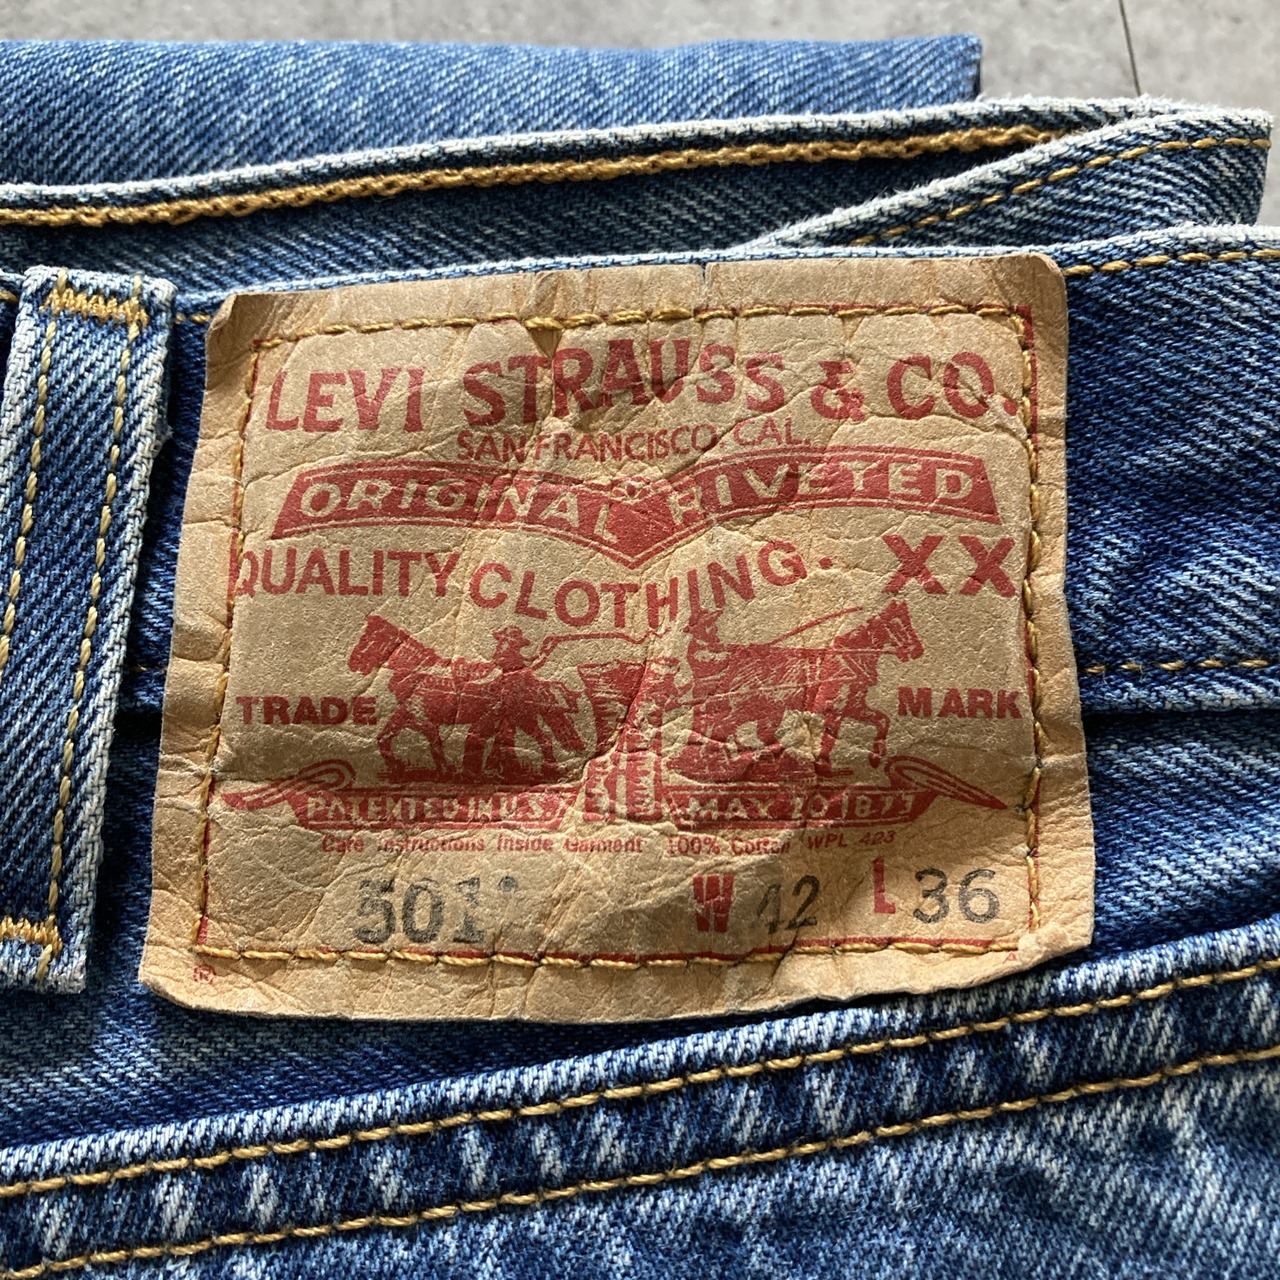 LEVI STRAUSS & CO.
SAN FRANCISCO, CAL.
ORIGINAL RIVETED
QUALITY CLOTHING. XX
TRADE MARK
PATENTED IN U.S. MAY 20 1873
Care Instructions Inside Garment 100% Cotton WPL 423
501® W 42 L 36
®